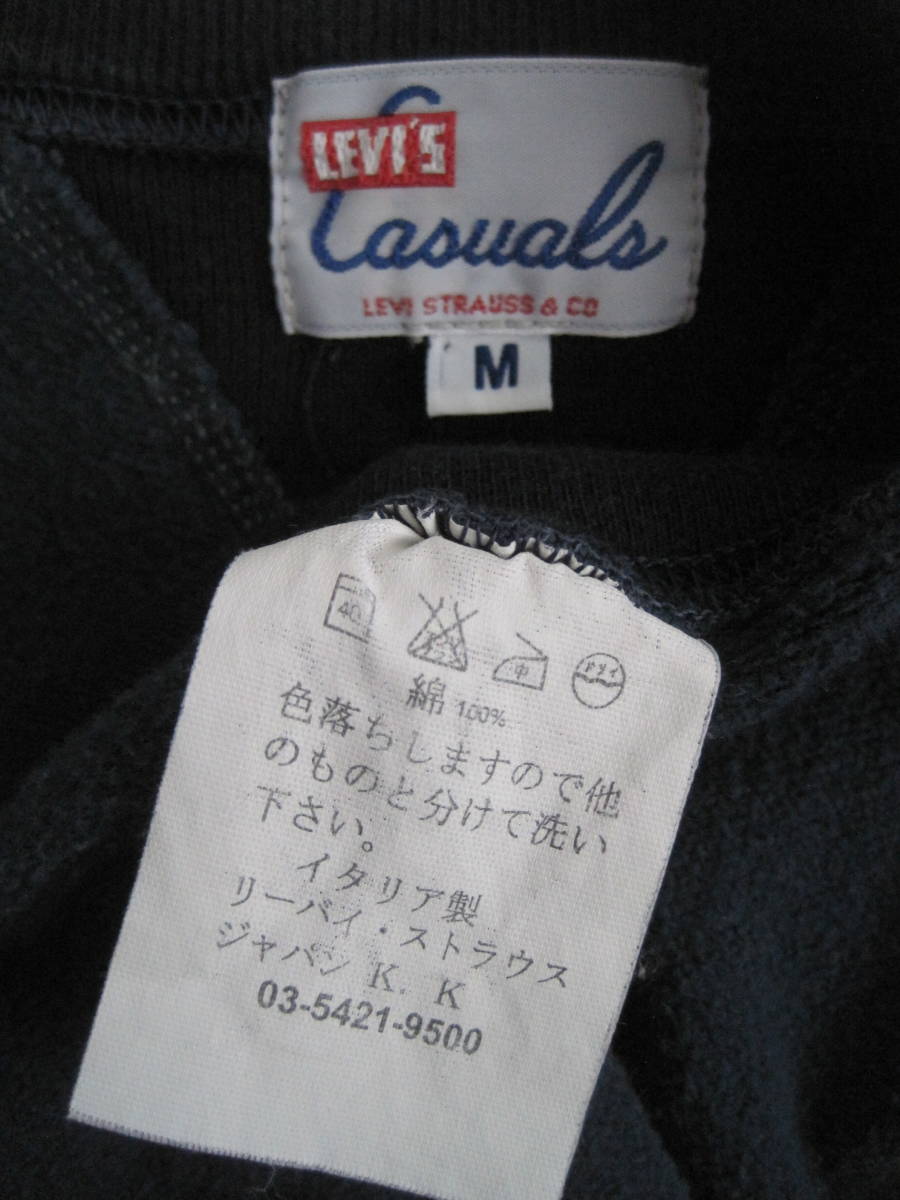 LEVI'S
Casuals
LEVI STRAUSS & CO
M
40
中
ドライ
綿 100%
色落ちしますので他
のものと分けて洗い
下さい。
イタリア製
リーバイ・ストラウス
ジャパン K. K
03-5421-9500